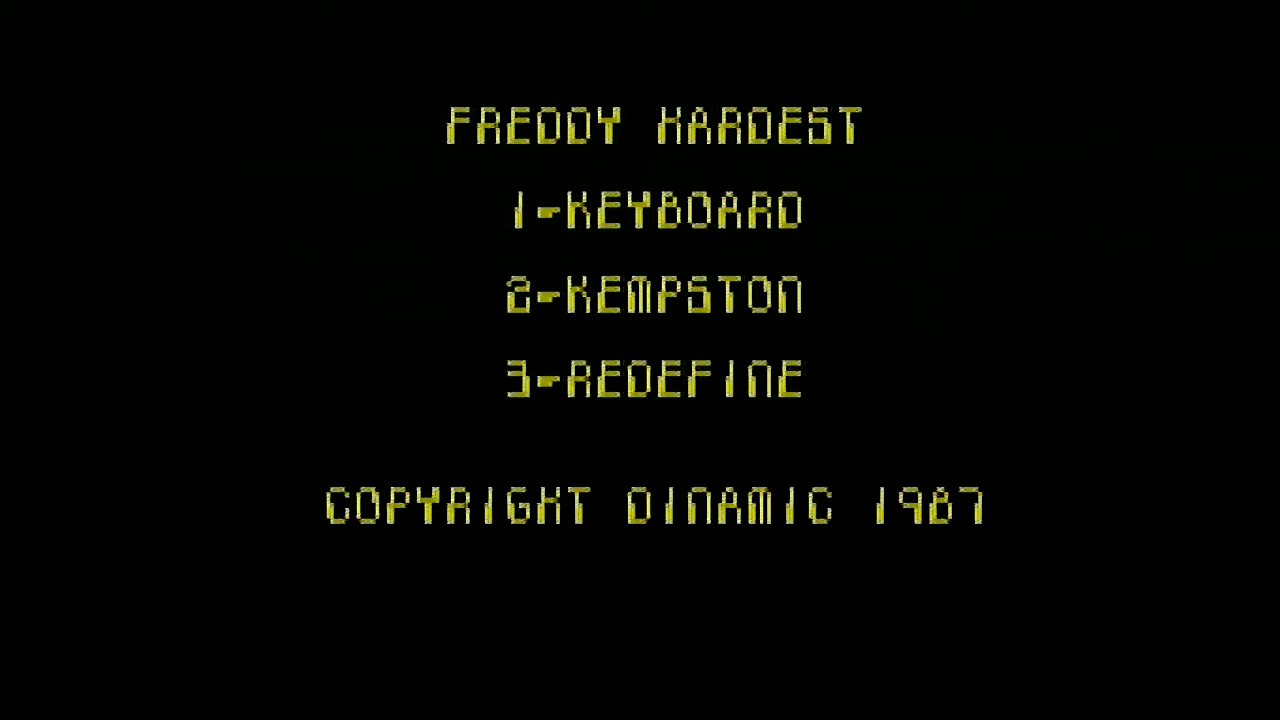 FREDDY HARDEST
1-KEYBOARD
2-KEMPSTON
3-REDEFINE
COPYRIGHT DINAMIC 1987